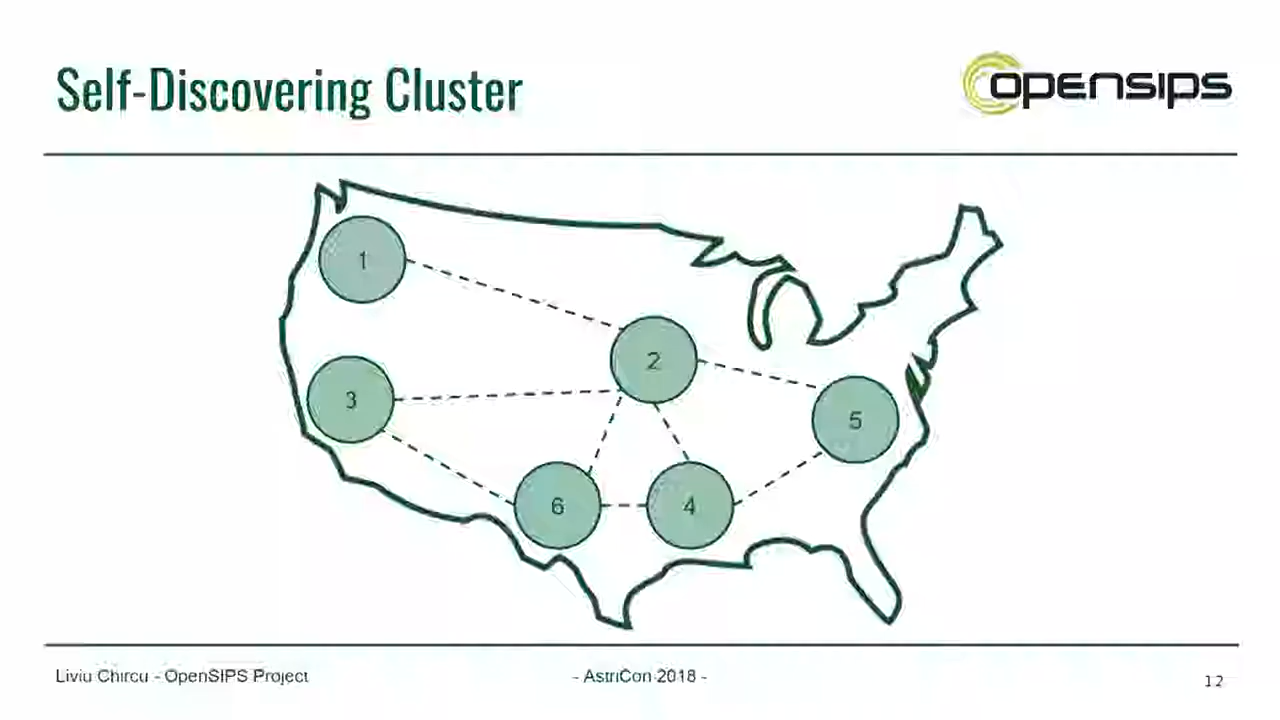 Self-Discovering Cluster
opensips
1
2
3
5
6
4
Liviu Chircu - OpenSIPS Project
- AstriCon 2018 -
12